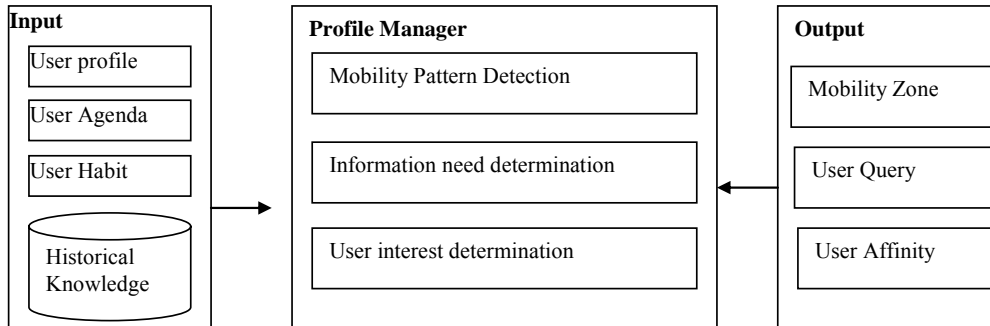 Input
User profile
User Agenda
User Habit
Historical
Knowledge
Profile Manager
Mobility Pattern Detection
Information need determination
User interest determination
Output
Mobility Zone
User Query
User Affinity